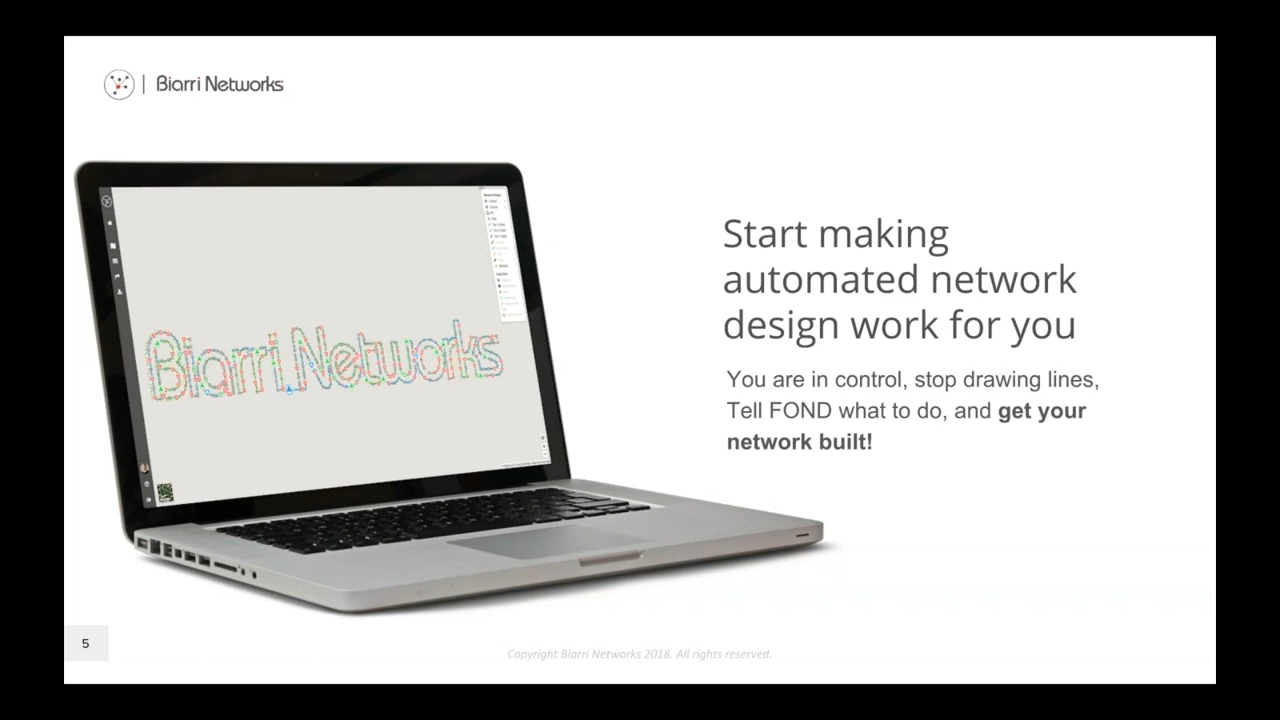 Biarri Networks
Biarri Networks
Start making
automated network
design work for you
You are in control, stop drawing lines,
Tell FOND what to do, and get your
network built!
5
Copyright Biarri Networks 2018. All rights reserved.